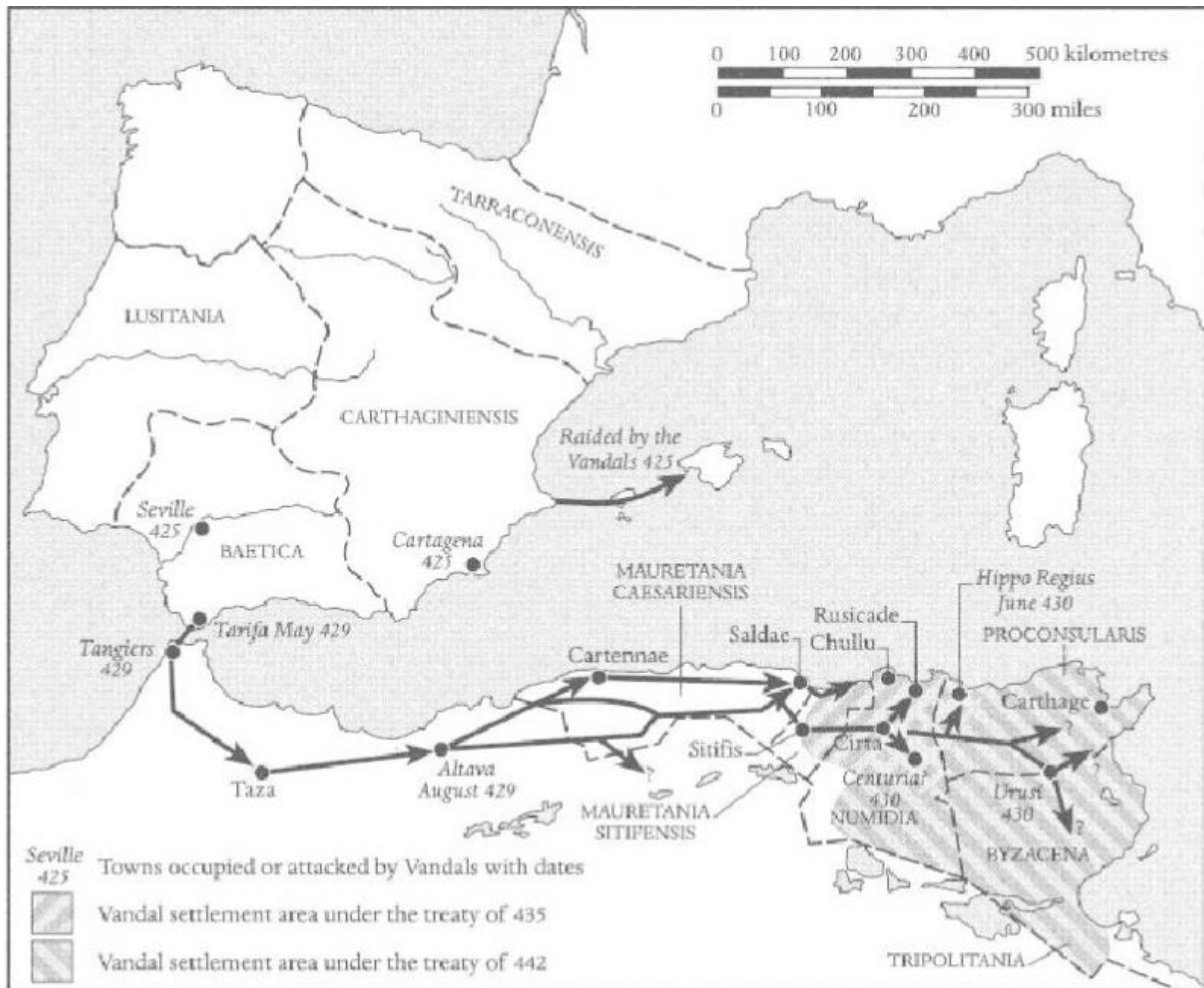 0 100 200 300 400 500 kilometres
0 100 200 300 miles
TARRACONENSIS
LUSITANIA
CARTHAGINIENSIS
Raided by the
Vandals 425
Seville
425
BAETICA
Cartagena
425
MAURETANIA
CAESARIENSIS
Hippo Regius
June 430
Rusicade
Chullu
PROCONSULARIS
Tarifa May 429
Tangiers
429
Saldae
Cartennae
Carthage
?
Sitifis
Cirta
Taza
Altava
August 429
?
Centuriai
430
Urusi
430
?
?
MAURETANIA
SITIFENSIS
NUMIDIA
BYZACENA
TRIPOLITANIA
Seville
425
Towns occupied or attacked by Vandals with dates
Vandal settlement area under the treaty of 435
Vandal settlement area under the treaty of 442